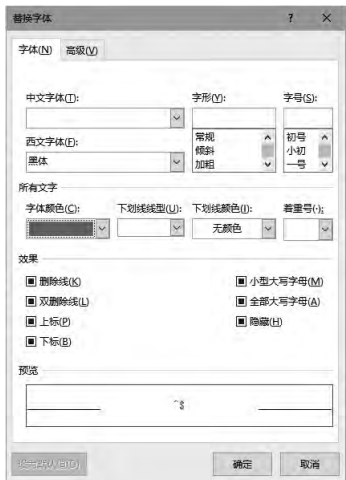 替换字体 ? ×
字体(N) 高级(V)
中文字体(T): 字形(Y): 字号(S):
常规 初号
倾斜 小初
加粗 一号
西文字体(F):
黑体
所有文字
字体颜色(C): 下划线线型(U): 下划线颜色(I): 着重号(·):
无颜色
效果
删除线(K) 小型大写字母(M)
双删除线(L) 全部大写字母(A)
上标(P) 隐藏(H)
下标(B)
预览
^$
确定 取消